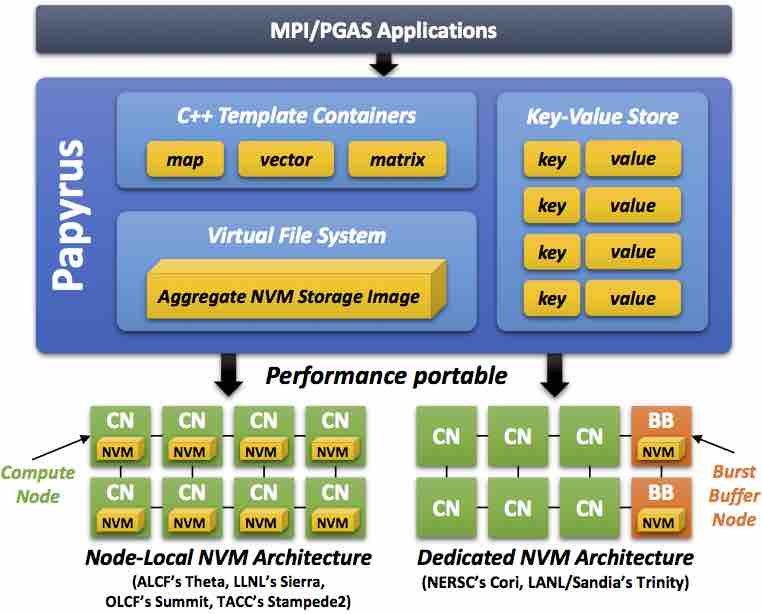 MPI/PGAS Applications
Papyrus
C++ Template Containers
map vector matrix
Virtual File System
Aggregate NVM Storage Image
Key-Value Store
key value
key value
key value
key value
Performance portable
CN CN CN CN
NVM NVM NVM NVM
CN CN CN CN
NVM NVM NVM NVM
Compute
Node
Node-Local NVM Architecture
(ALCF's Theta, LLNL's Sierra,
OLCF's Summit, TACC's Stampede2)
CN CN CN BB
NVM
CN CN CN BB
NVM
Burst
Buffer
Node
Dedicated NVM Architecture
(NERSC's Cori, LANL/Sandia's Trinity)